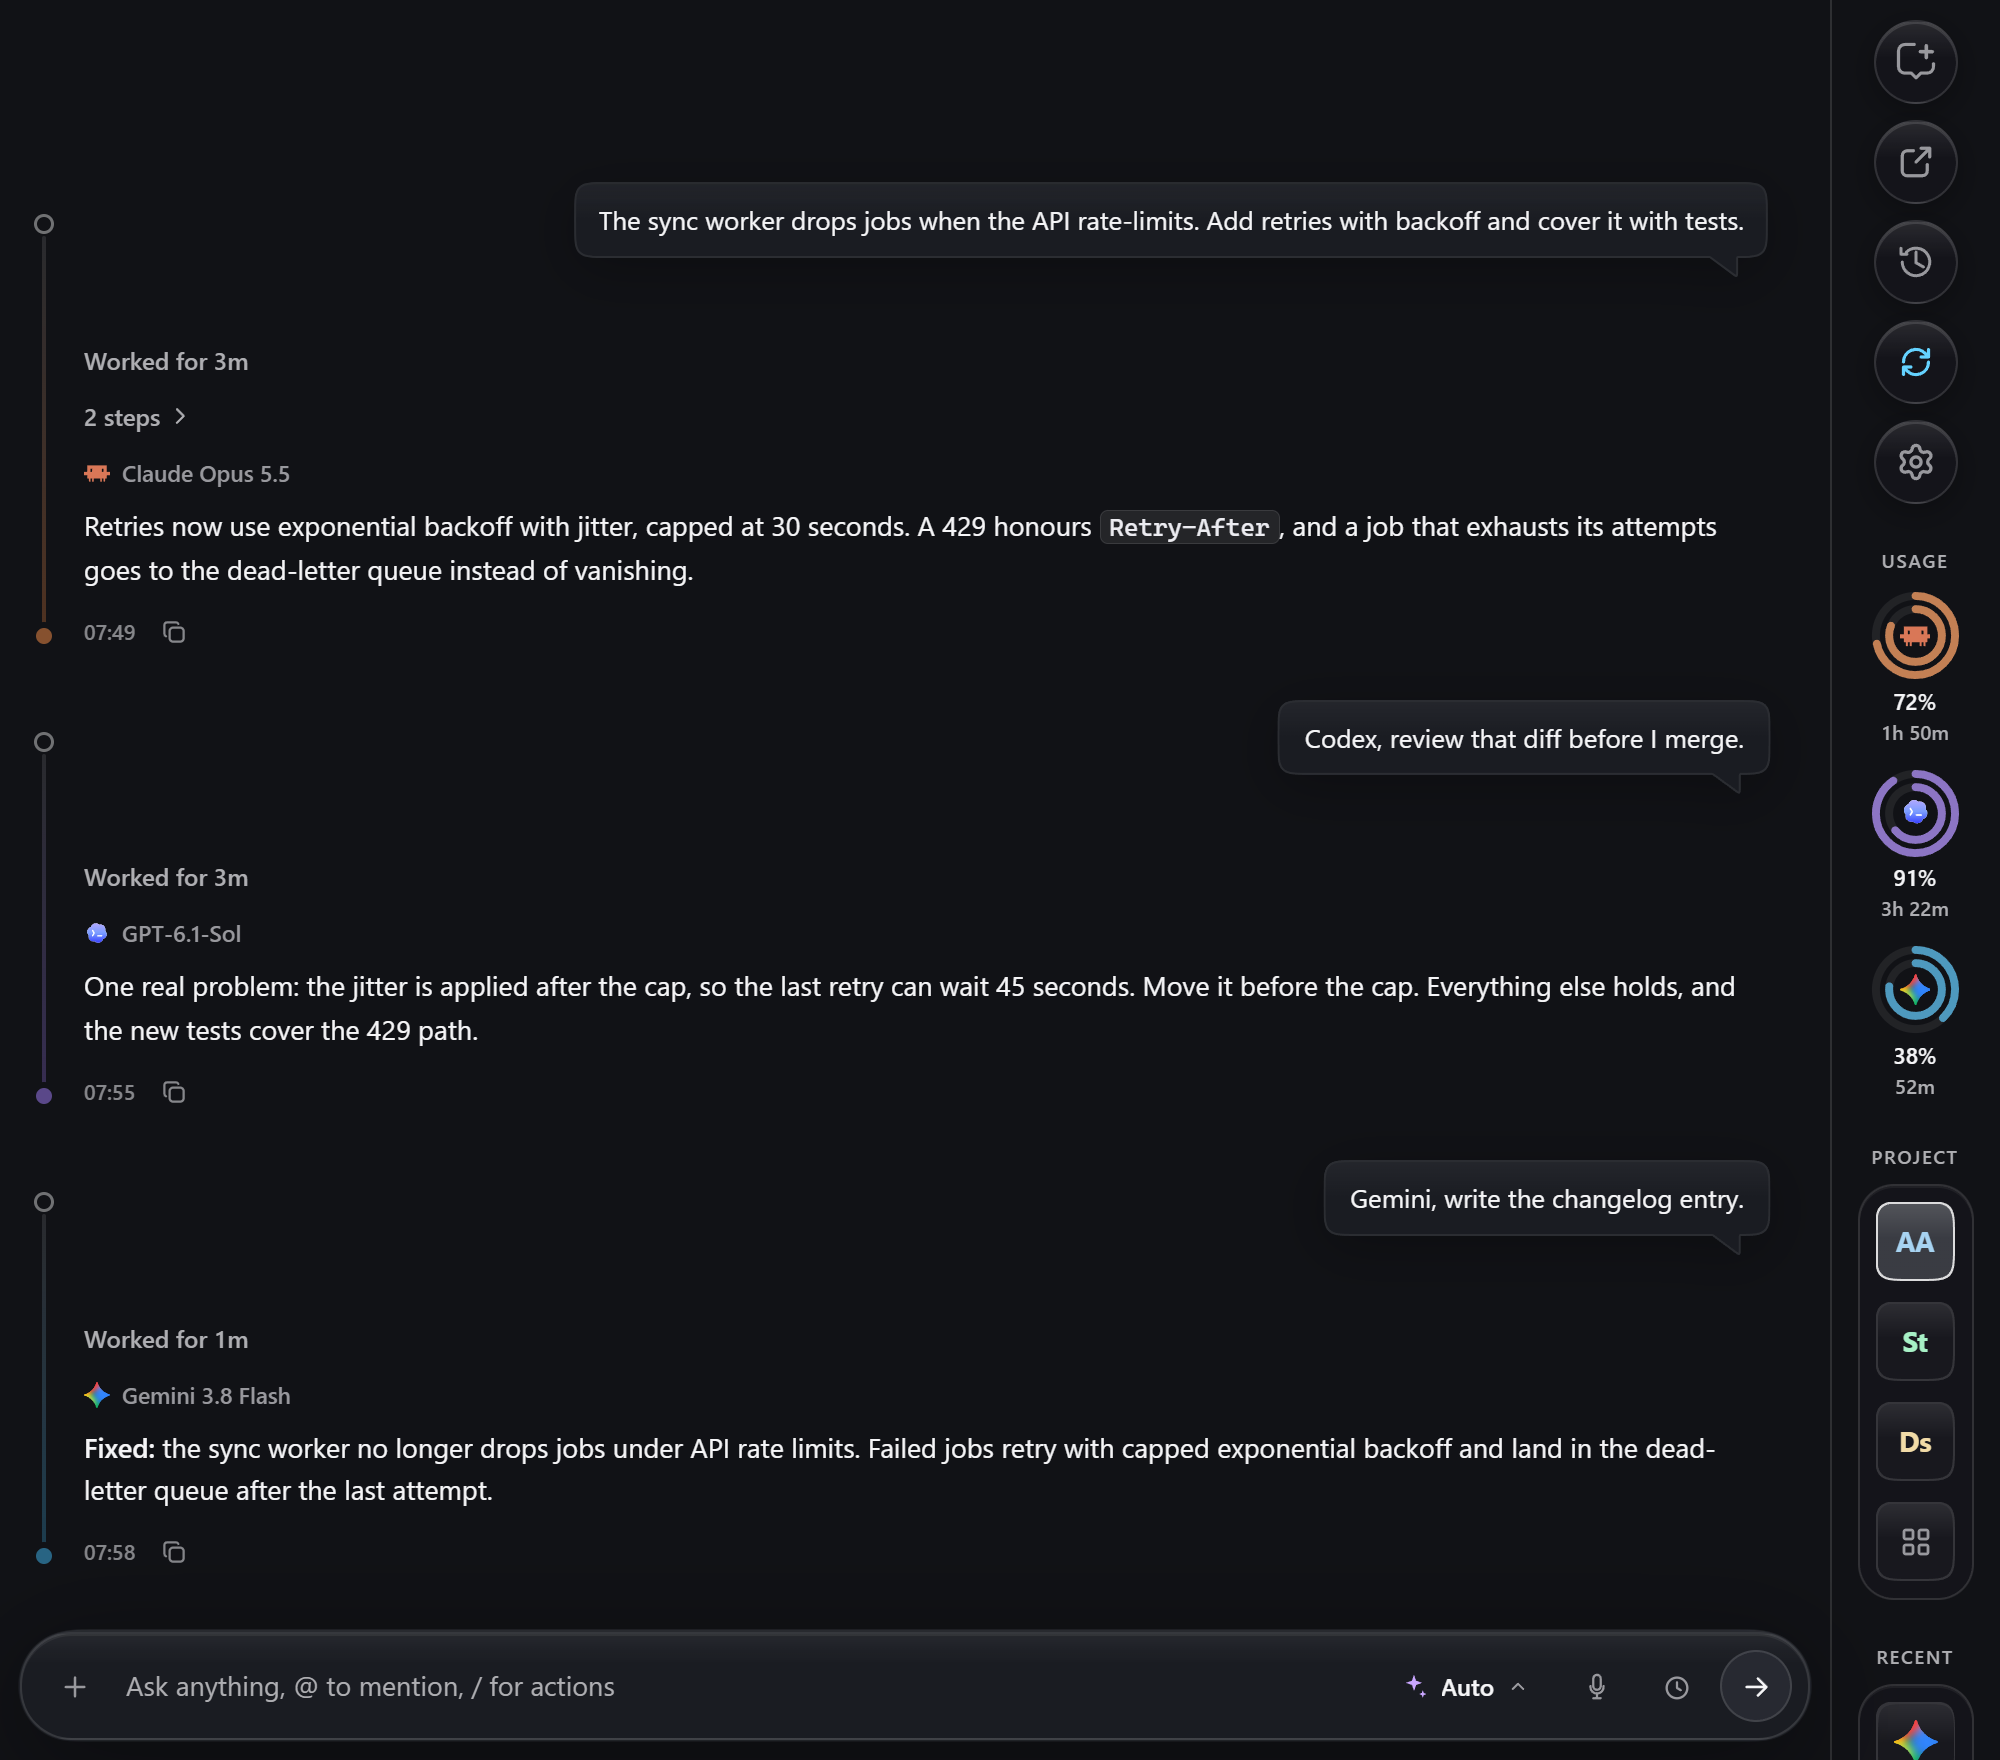 The sync worker drops jobs when the API rate-limits. Add retries with backoff and cover it with tests.
Worked for 3m
2 steps
Claude Opus 5.5
Retries now use exponential backoff with jitter, capped at 30 seconds. A 429 honours Retry-After, and a job that exhausts its attempts
goes to the dead-letter queue instead of vanishing.
07:49
Codex, review that diff before I merge.
Worked for 3m
GPT-6.1-Sol
One real problem: the jitter is applied after the cap, so the last retry can wait 45 seconds. Move it before the cap. Everything else holds, and
the new tests cover the 429 path.
07:55
Gemini, write the changelog entry.
Worked for 1m
Gemini 3.8 Flash
Fixed: the sync worker no longer drops jobs under API rate limits. Failed jobs retry with capped exponential backoff and land in the dead-
letter queue after the last attempt.
07:58
Ask anything, @ to mention, / for actions
Auto
USAGE
72%
1h 50m
91%
3h 22m
38%
52m
PROJECT
AA
St
Ds
RECENT